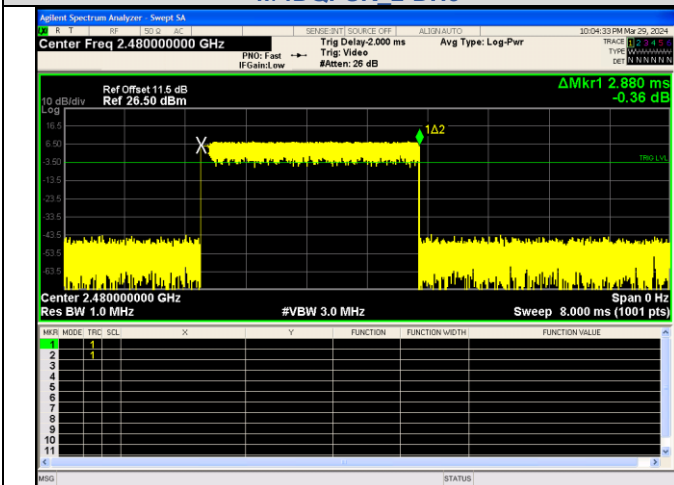 Agilent Spectrum Analyzer - Swept SA
R T RF 50 Ω AC SENSE:INT SOURCE OFF ALIGNAUTO 10:04:33 PM Mar 29, 2024
Center Freq 2.480000000 GHz
PNO: Fast
IFGain:Low
Trig Delay-2.000 ms
Trig: Video
#Atten: 26 dB
Avg Type: Log-Pwr
TRACE 1 2 3 4 5 6
TYPE
DET N N N N N N
ΔMkr1 2.880 ms
-0.36 dB
Ref Offset 11.5 dB
10 dB/div Ref 26.50 dBm
Log
16.5
6.50
-3.50
-13.5
-23.5
-33.5
-43.5
-53.5
-63.5
1Δ2
TRIG LVL
Center 2.480000000 GHz Span 0 Hz
Res BW 1.0 MHz #VBW 3.0 MHz Sweep 8.000 ms (1001 pts)
MKR MODE TRC SCL X Y FUNCTION FUNCTION WIDTH FUNCTION VALUE
1 1
2 1
3
4
5
6
7
8
9
10
11
MSG STATUS